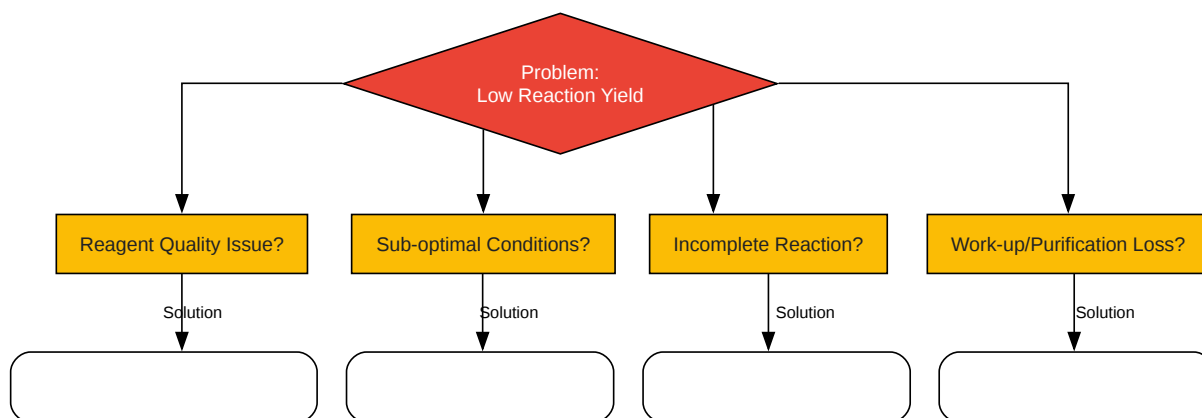 Problem:
Low Reaction Yield
Reagent Quality Issue?
Sub-optimal Conditions?
Incomplete Reaction?
Work-up/Purification Loss?
Solution
Solution
Solution
Solution